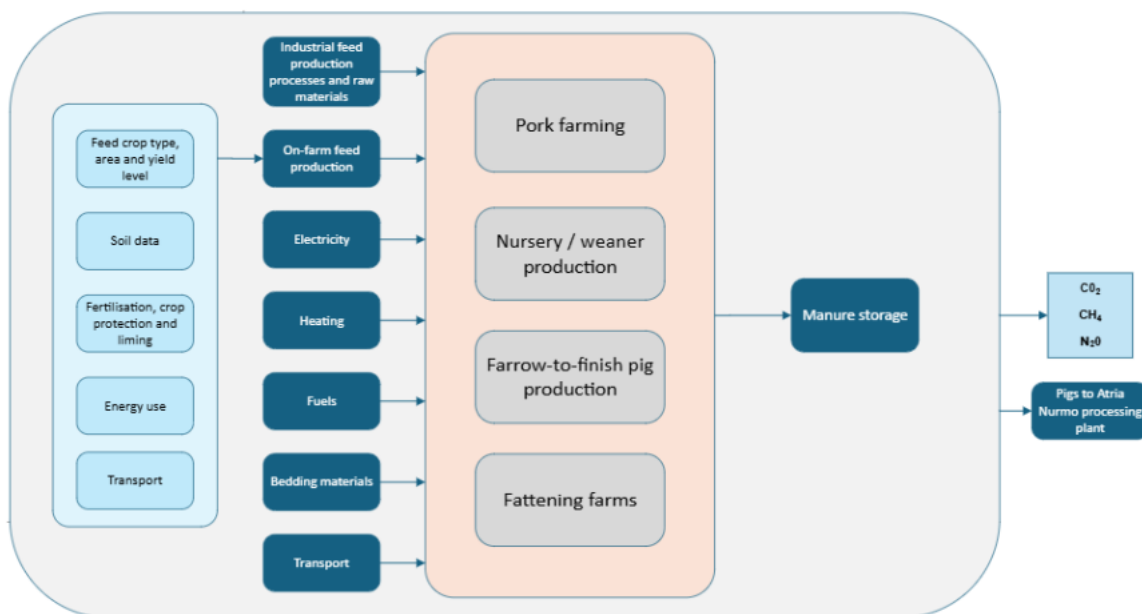 Industrial feed
production
processes and raw
materials
Feed crop type,
area and yield
level
On-farm feed
production
Soil data
Electricity
Fertilisation, crop
protection and
liming
Heating
Energy use
Fuels
Transport
Bedding materials
Transport
Pork farming
Nursery / weaner
production
Farrow-to-finish pig
production
Fattening farms
Manure storage
C0₂
CH₄
N₂0
Pigs to Atria
Nurmo processing
plant